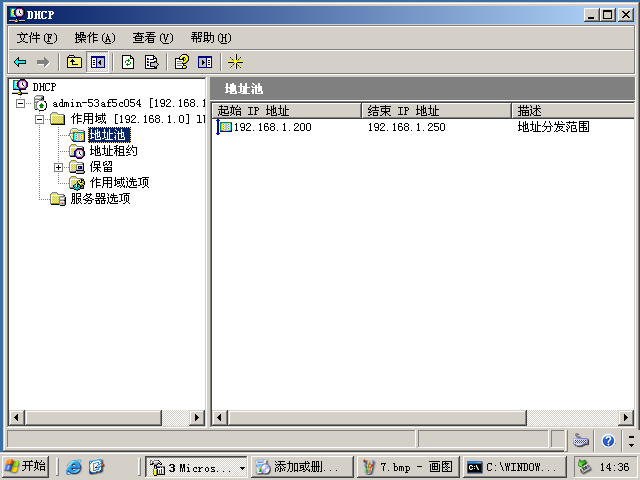 DHCP
文件(F) 操作(A) 查看(V) 帮助(H)
DHCP
admin-53af5c054 [192.168.1
作用域 [192.168.1.0]
地址池
地址租约
保留
作用域选项
服务器选项
地址池
起始 IP 地址 结束 IP 地址 描述
192.168.1.200 192.168.1.250 地址分发范围
开始 3 Micros... 添加或删... 7.bmp - 画图 C:\WINDOW... 14:36